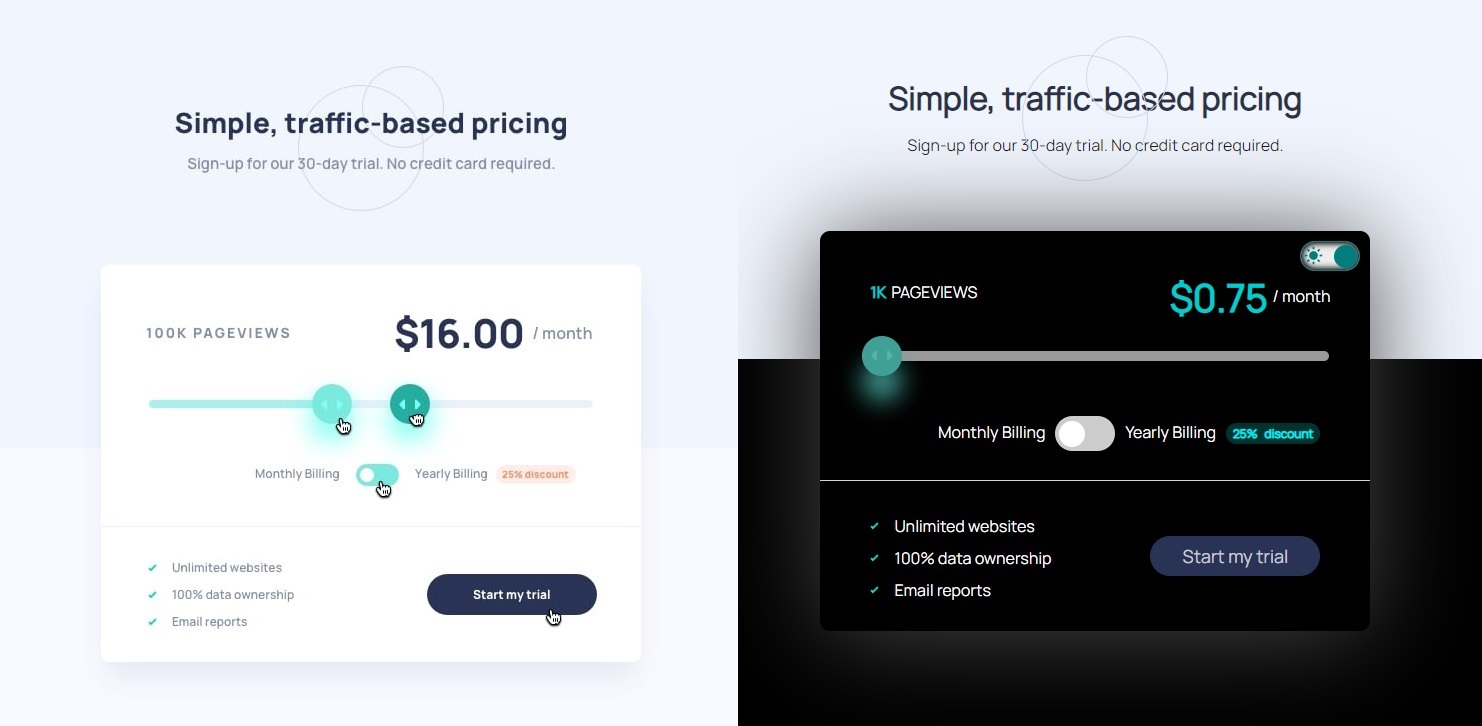 Simple, traffic-based pricing
Sign-up for our 30-day trial. No credit card required.
100K PAGEVIEWS
$16.00 / month
Monthly Billing
Yearly Billing
25% discount
Unlimited websites
100% data ownership
Email reports
Start my trial
Simple, traffic-based pricing
Sign-up for our 30-day trial. No credit card required.
1K PAGEVIEWS
$0.75 / month
Monthly Billing
Yearly Billing
25% discount
Unlimited websites
100% data ownership
Email reports
Start my trial